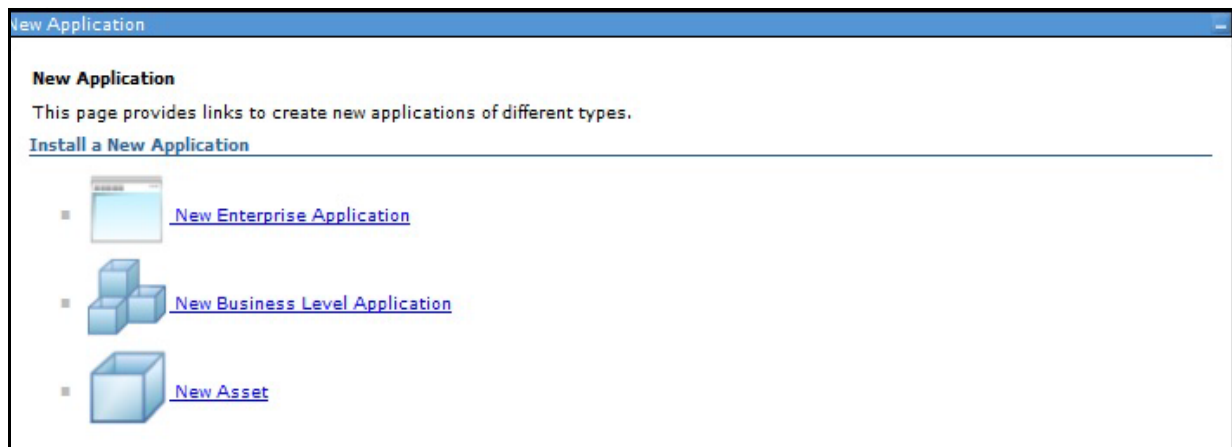 New Application
New Application
This page provides links to create new applications of different types.
Install a New Application
New Enterprise Application
New Business Level Application
New Asset